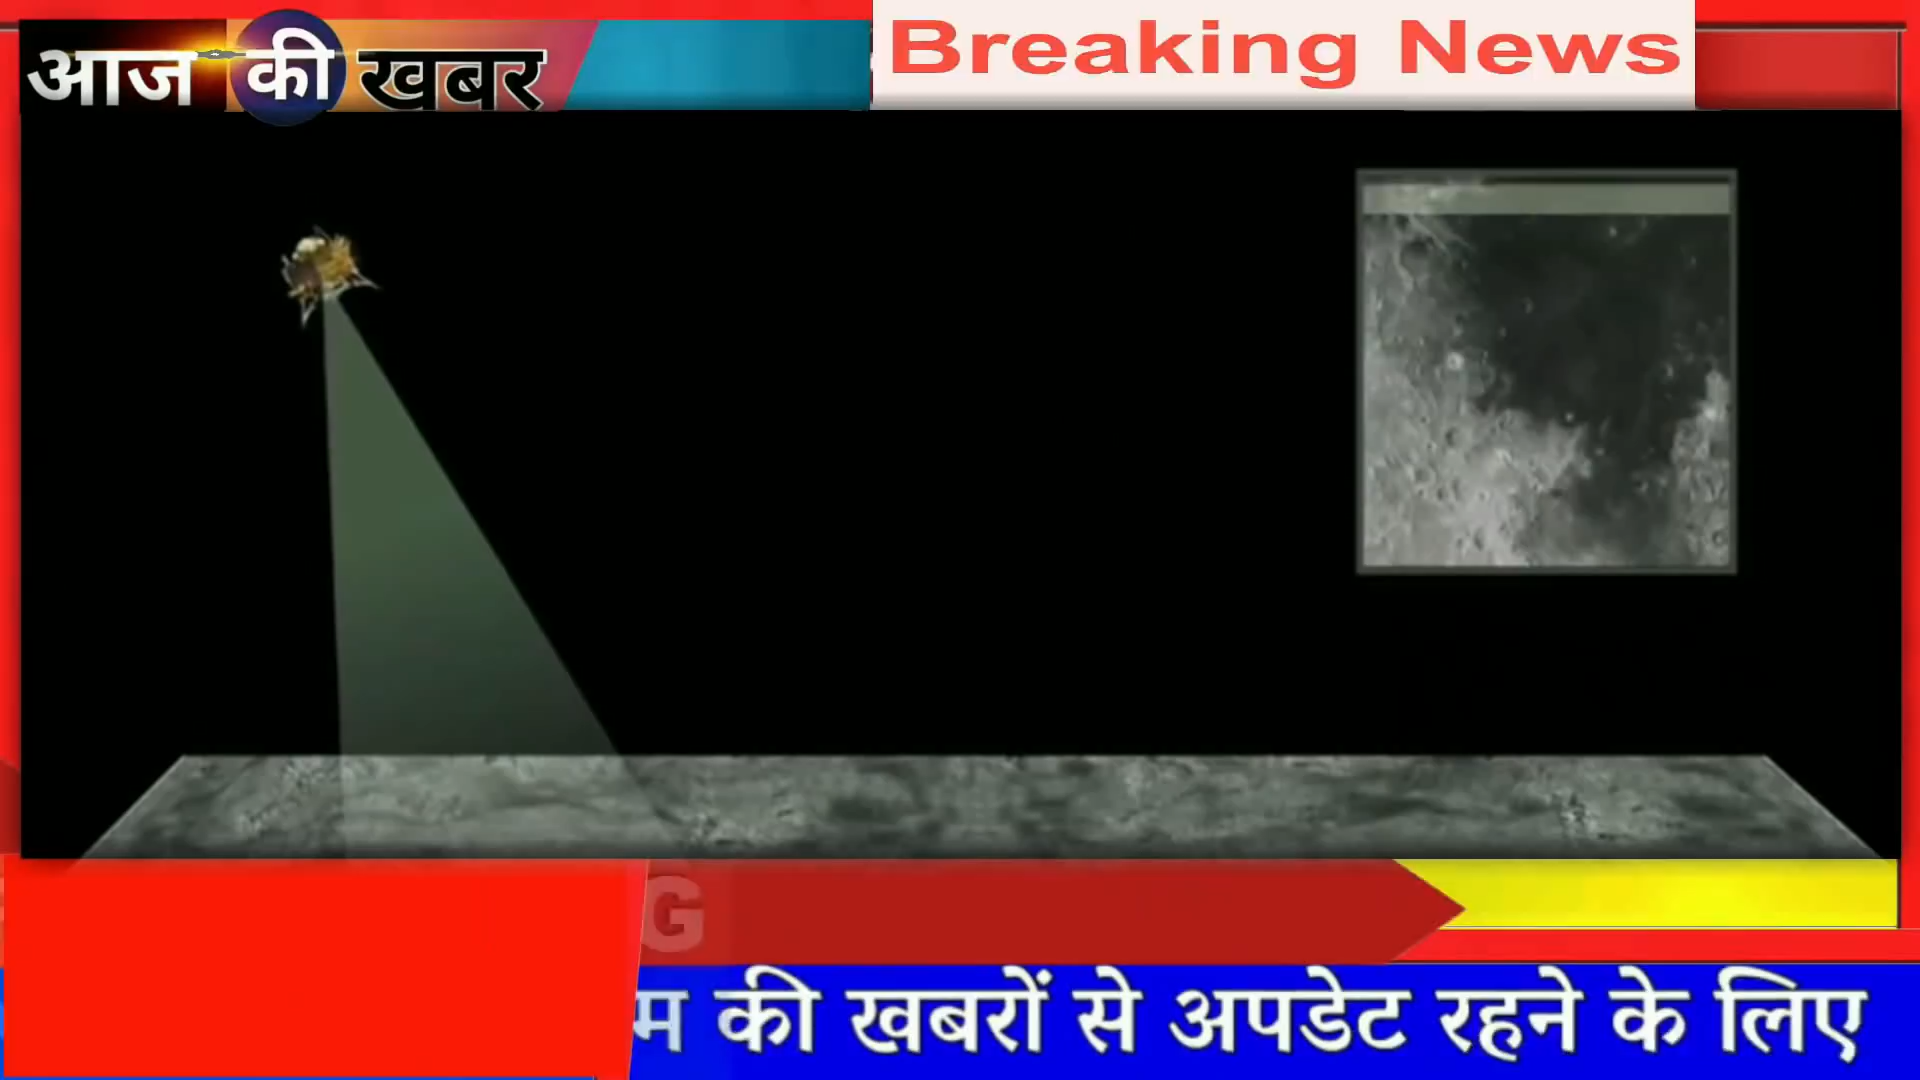 आज की खबर
Breaking News
G
म की खबरों से अपडेट रहने के लिए